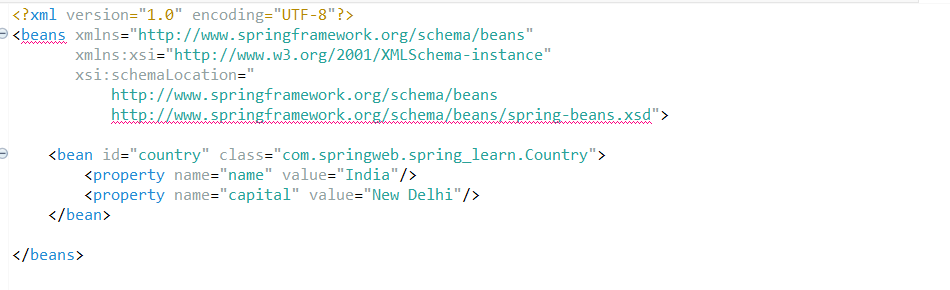 <?xml version="1.0" encoding="UTF-8"?>
<beans xmlns="http://www.springframework.org/schema/beans"
       xmlns:xsi="http://www.w3.org/2001/XMLSchema-instance"
       xsi:schemaLocation="
           http://www.springframework.org/schema/beans
           http://www.springframework.org/schema/beans/spring-beans.xsd">
    <bean id="country" class="com.springweb.spring_learn.Country">
        <property name="name" value="India"/>
        <property name="capital" value="New Delhi"/>
    </bean>
</beans>